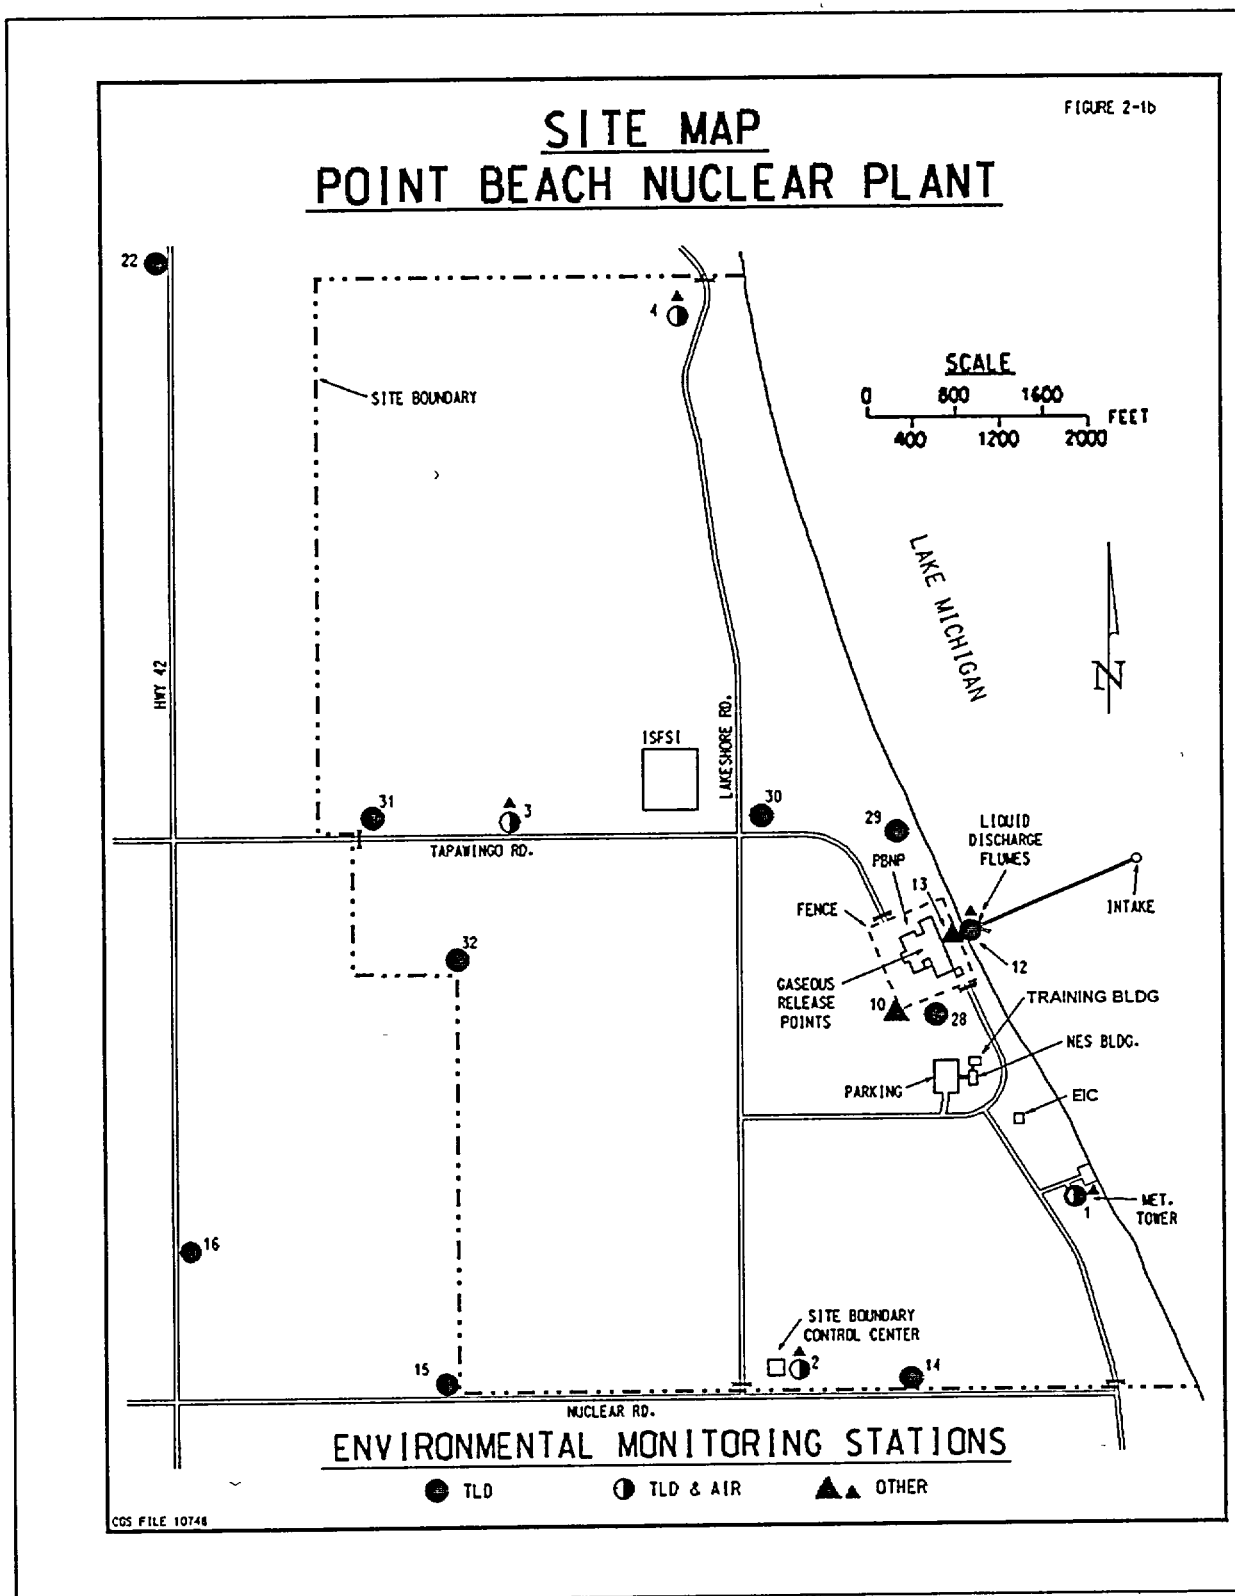 FIGURE 2-1b
SITE MAP
POINT BEACH NUCLEAR PLANT
22
4
SITE BOUNDARY
SCALE
0 800 1600
FEET
400 1200 2000
LAKE MICHIGAN
N
HWY 42
LAKESHORE RD.
ISFSI
31
3
30
29
TAPAWINGO RD.
LIQUID
DISCHARGE
FLUMES
PBNP
13
INTAKE
FENCE
32
12
GASEOUS
RELEASE
POINTS
10
28
TRAINING BLDG
NES BLDG.
PARKING
EIC
1
MET.
TOWER
16
SITE BOUNDARY
CONTROL CENTER
2
14
15
NUCLEAR RD.
ENVIRONMENTAL MONITORING STATIONS
TLD
TLD & AIR
OTHER
CGS FILE 10746